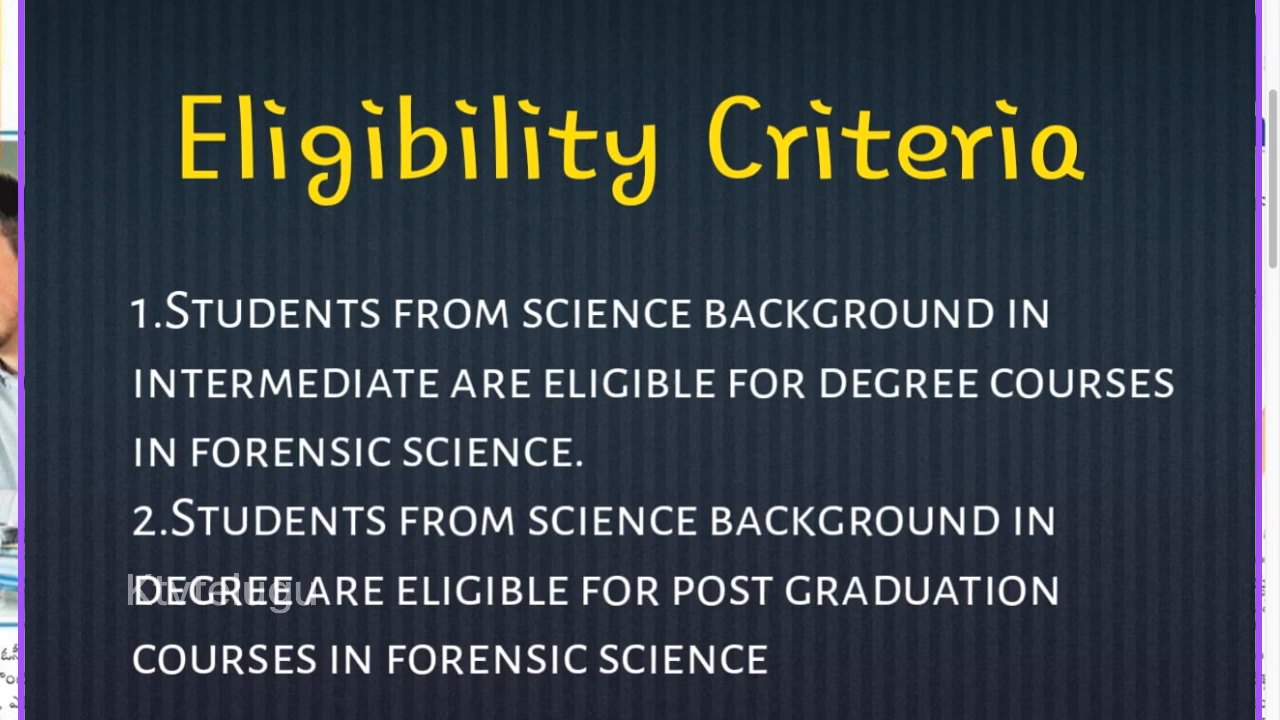 Eligibility Criteria
1.Students from science background in
intermediate are eligible for degree courses
in forensic science.
2.Students from science background in
degree are eligible for post graduation
courses in forensic science
Ktvtelugu